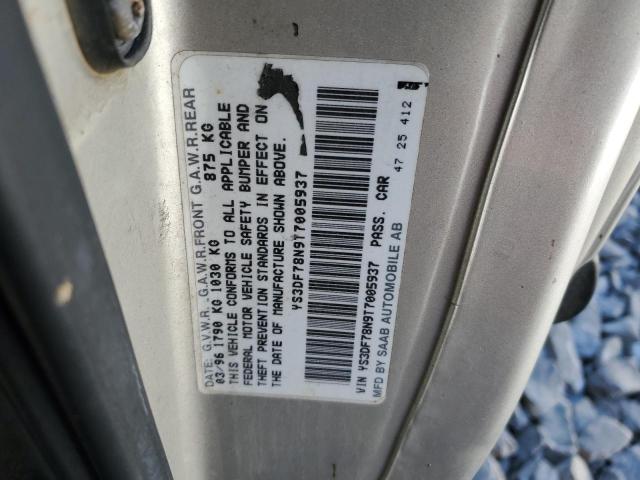 DATE G.V.W.R. G.A.W.R.FRONT G.A.W.R.REAR
03/96 1790 KG 1030 KG 875 KG
THIS VEHICLE CONFORMS TO ALL APPLICABLE
FEDERAL MOTOR VEHICLE SAFETY BUMPER AND
THEFT PREVENTION STANDARDS IN EFFECT ON
THE DATE OF MANUFACTURE SHOWN ABOVE.
YS3DF78N9T7005937
VIN YS3DF78N9T7005937 PASS. CAR
MFD BY SAAB AUTOMOBILE AB
47 25 412